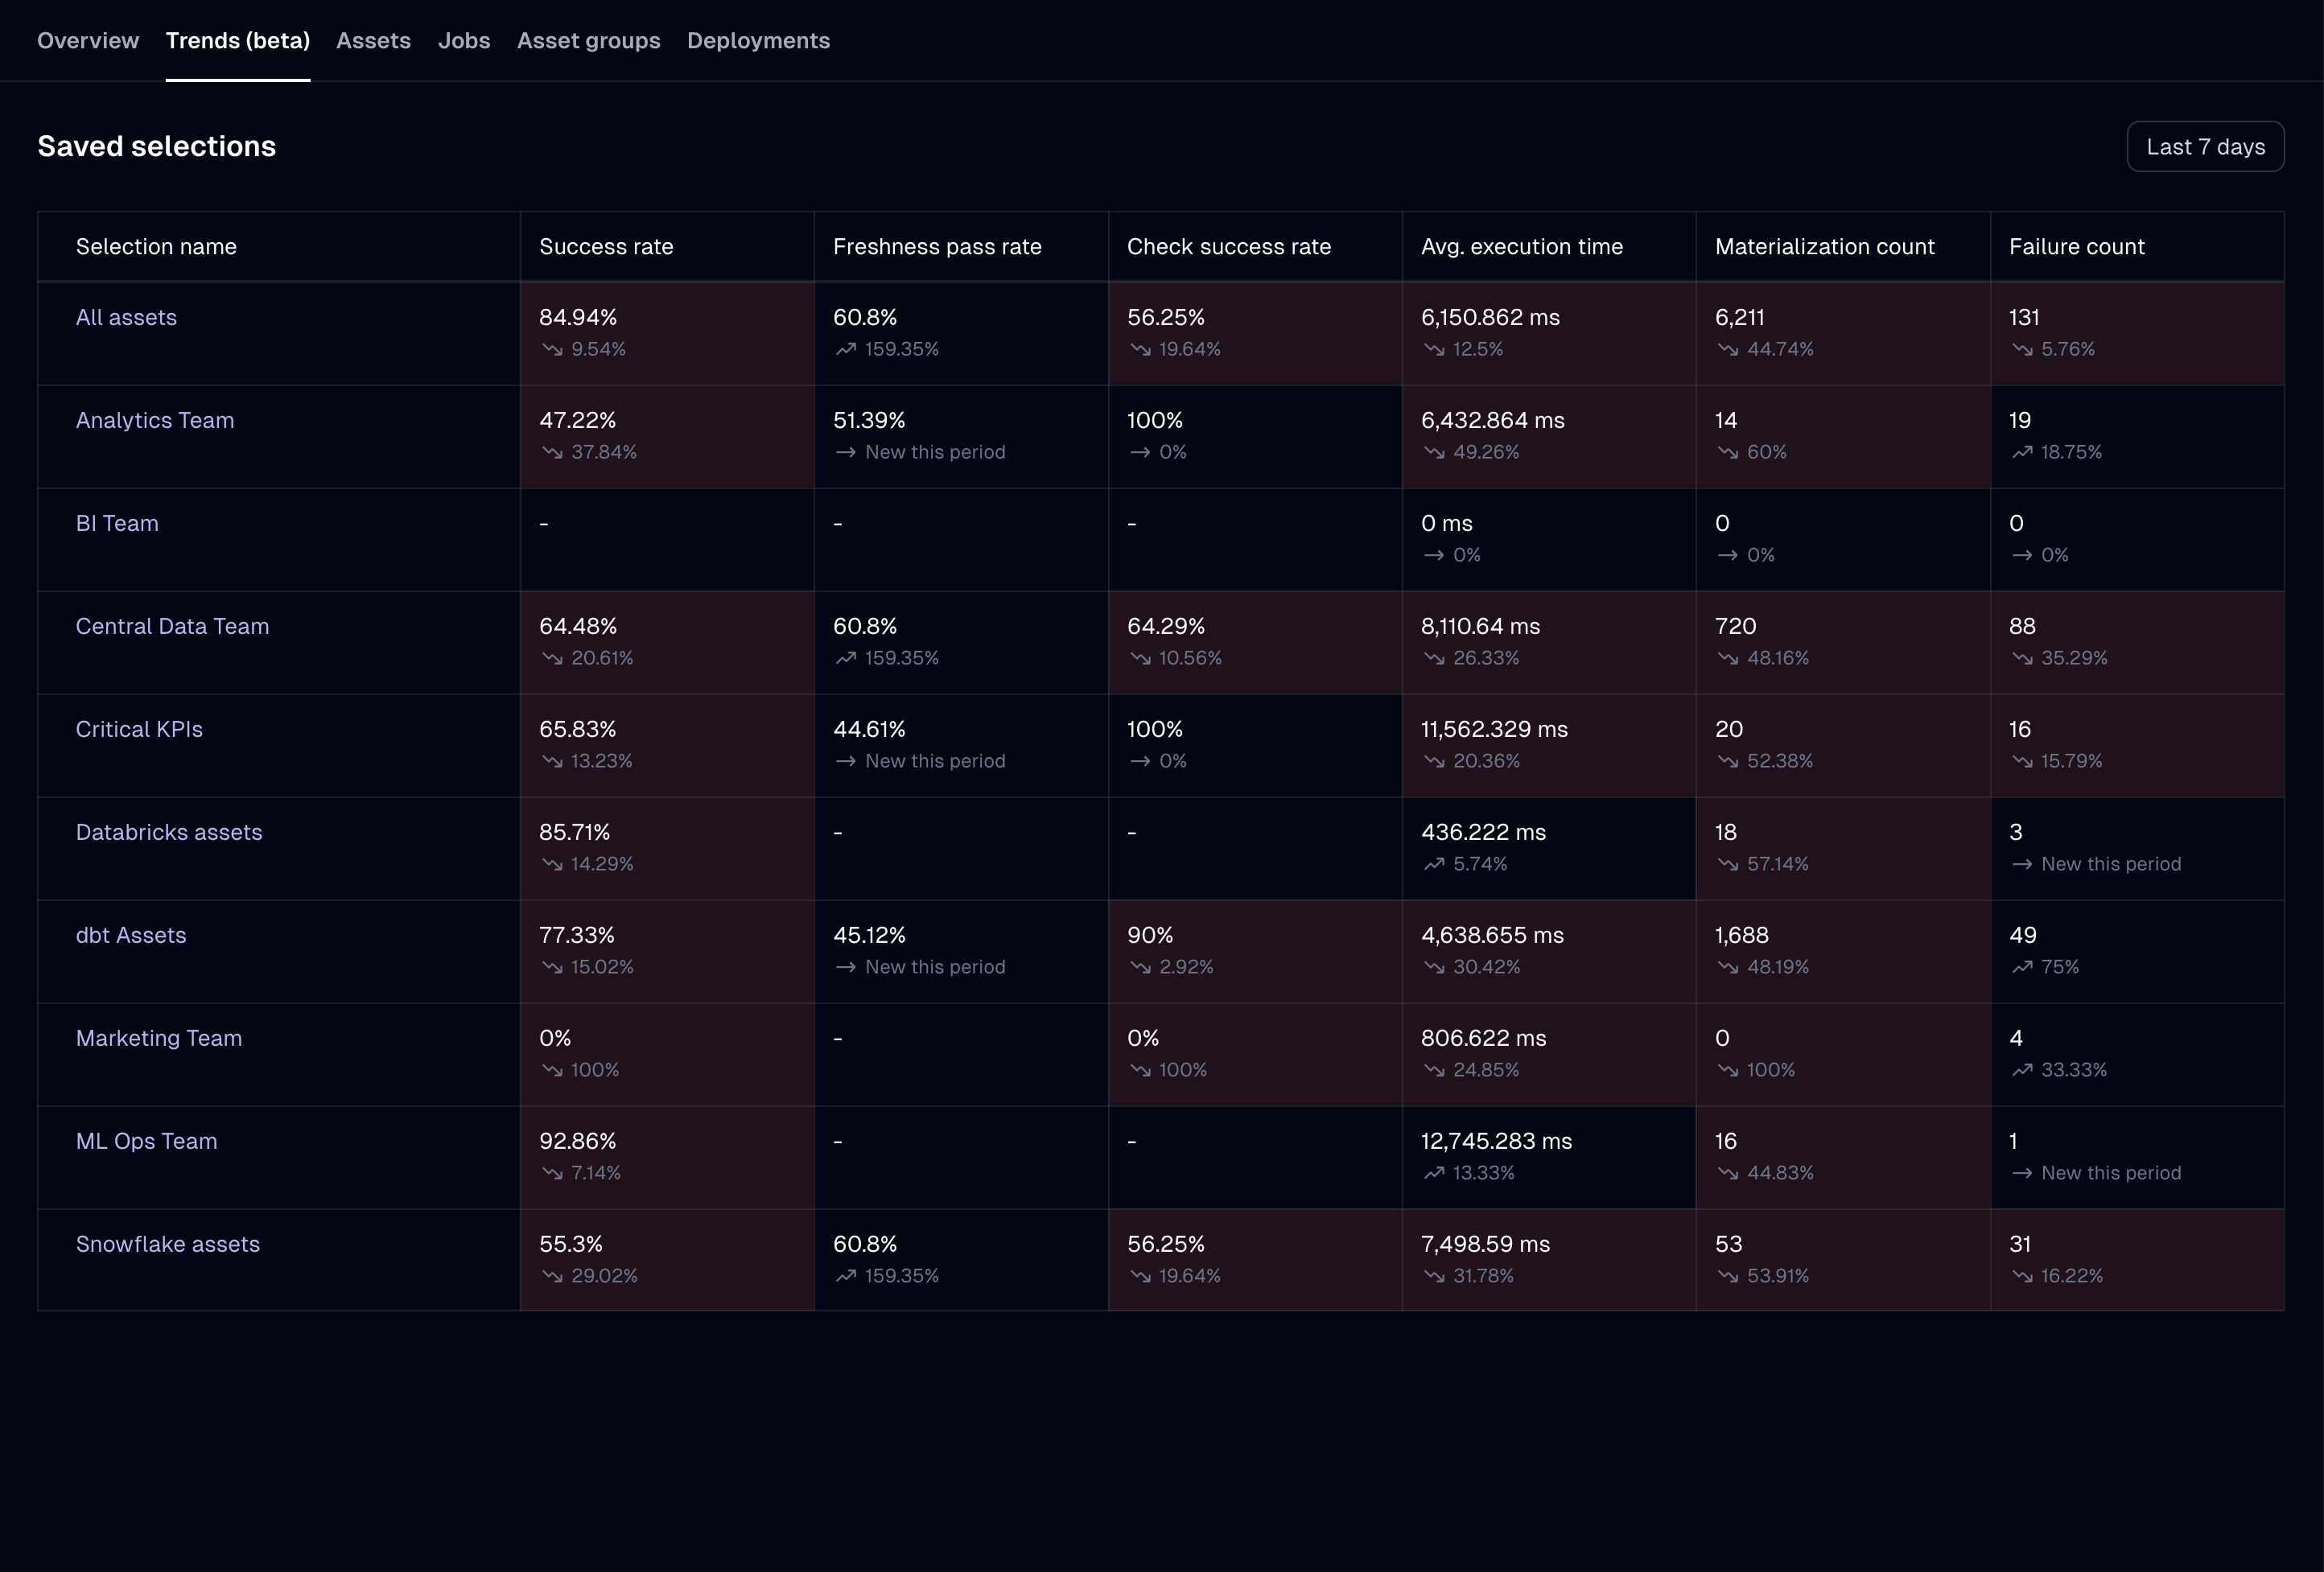 Overview Trends (beta) Assets Jobs Asset groups Deployments
Saved selections
Last 7 days
Selection name Success rate Freshness pass rate Check success rate Avg. execution time Materialization count Failure count
All assets 84.94% 60.8% 56.25% 6,150.862 ms 6,211 131
9.54% 159.35% 19.64% 12.5% 44.74% 5.76%
Analytics Team 47.22% 51.39% 100% 6,432.864 ms 14 19
37.84% New this period 0% 49.26% 60% 18.75%
BI Team - - - 0 ms 0 0
0% 0% 0%
Central Data Team 64.48% 60.8% 64.29% 8,110.64 ms 720 88
20.61% 159.35% 10.56% 26.33% 48.16% 35.29%
Critical KPIs 65.83% 44.61% 100% 11,562.329 ms 20 16
13.23% New this period 0% 20.36% 52.38% 15.79%
Databricks assets 85.71% - - 436.222 ms 18 3
14.29% 5.74% 57.14% New this period
dbt Assets 77.33% 45.12% 90% 4,638.655 ms 1,688 49
15.02% New this period 2.92% 30.42% 48.19% 75%
Marketing Team 0% - 0% 806.622 ms 0 4
100% 100% 24.85% 100% 33.33%
ML Ops Team 92.86% - - 12,745.283 ms 16 1
7.14% 13.33% 44.83% New this period
Snowflake assets 55.3% 60.8% 56.25% 7,498.59 ms 53 31
29.02% 159.35% 19.64% 31.78% 53.91% 16.22%